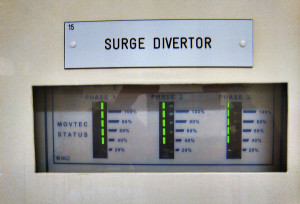 15
SURGE DIVERTOR
PHASE 1 PHASE 2 PHASE 3
100% 100% 100%
MOVTEC 80% 80% 80%
STATUS 60% 60% 60%
40% 40% 40%
20% 20% 20%